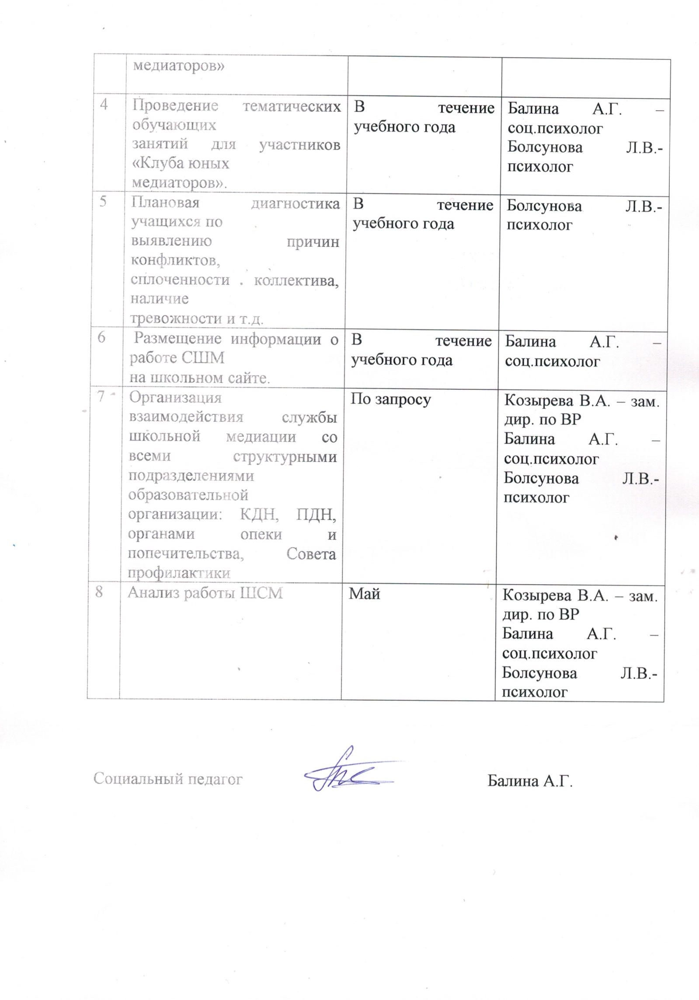 медиаторов»
4 Проведение тематических В течение Балина А.Г. –
обучающих учебного года соц.психолог
занятий для участников Болсунова Л.В.-
«Клуба юных психолог
медиаторов».
5 Плановая диагностика В течение Болсунова Л.В.-
учащихся по учебного года психолог
выявлению причин
конфликтов,
сплоченности . коллектива,
наличие
тревожности и т.д.
6 Размещение информации о В течение Балина А.Г. –
работе СШМ учебного года соц.психолог
на школьном сайте.
7 Организация По запросу Козырева В.А. – зам.
взаимодействия службы дир. по ВР
школьной медиации со Балина А.Г. –
всеми структурными соц.психолог
подразделениями Болсунова Л.В.-
образовательной психолог
организации: КДН, ПДН,
органами опеки и
попечительства, Совета
профилактики
8 Анализ работы ШСМ Май Козырева В.А. – зам.
дир. по ВР
Балина А.Г. –
соц.психолог
Болсунова Л.В.-
психолог
Социальный педагог Балина А.Г.